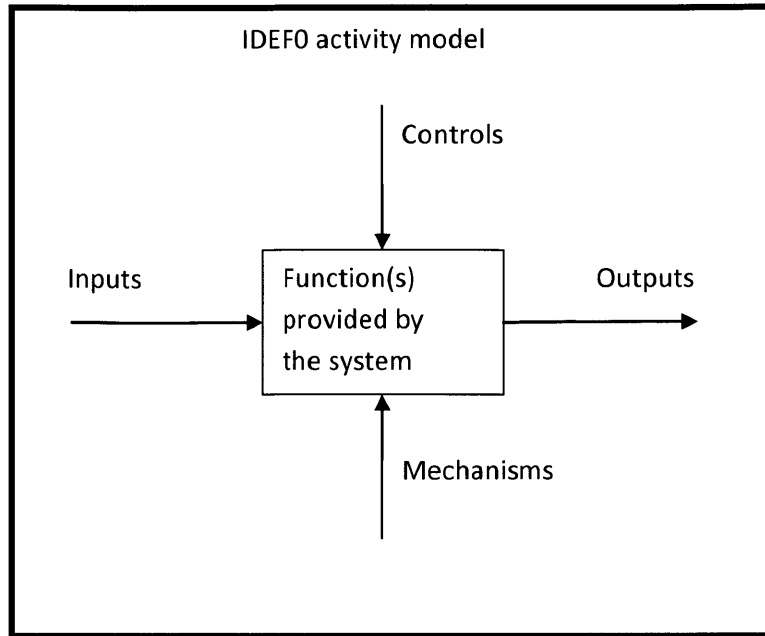 IDEF0 activity model
Controls
Inputs
Function(s)
provided by
the system
Outputs
Mechanisms